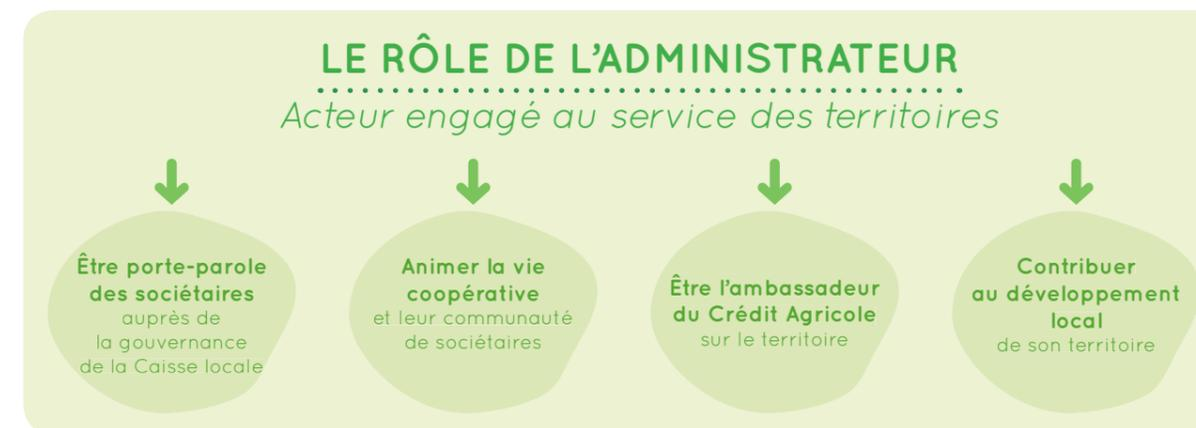 LE RÔLE DE L’ADMINISTRATEUR
Acteur engagé au service des territoires
Être porte-parole
des sociétaires
auprès de
la gouvernance
de la Caisse locale
Animer la vie
coopérative
et leur communauté
de sociétaires
Être l’ambassadeur
du Crédit Agricole
sur le territoire
Contribuer
au développement
local
de son territoire